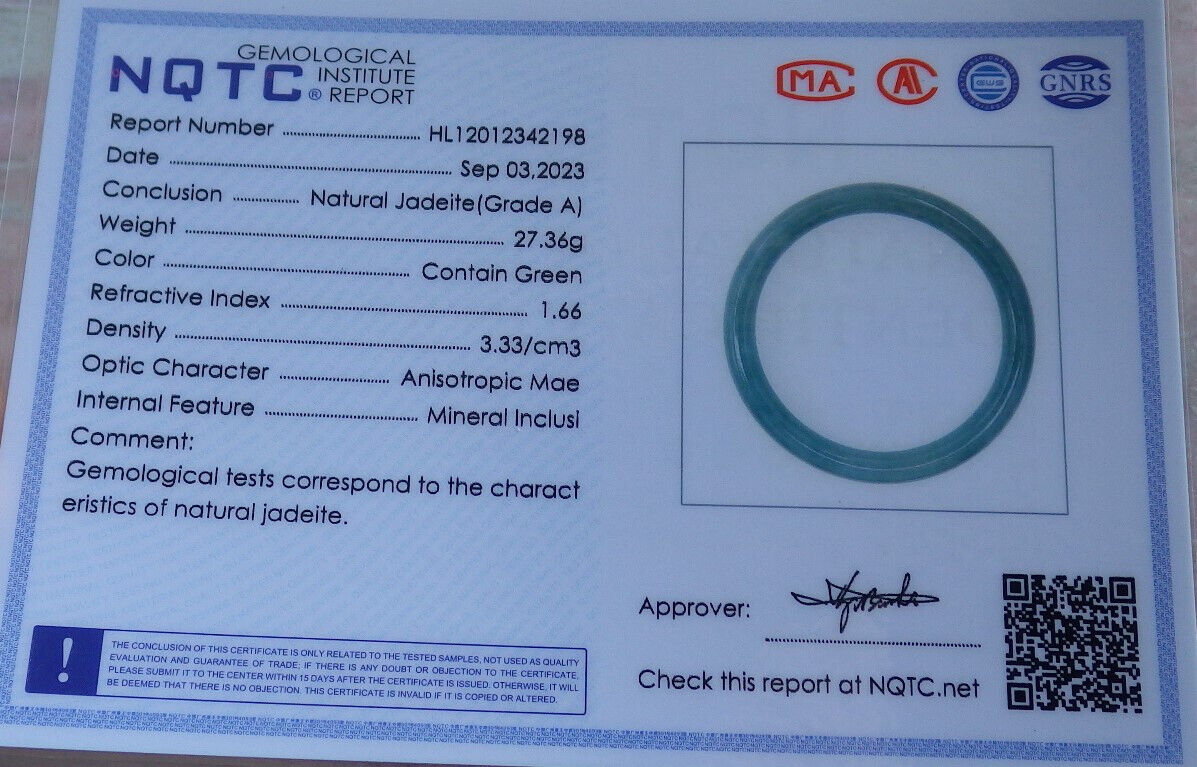 GEMOLOGICAL
NQTC INSTITUTE
® REPORT
Report Number ........ HL12012342198
Date ........ Sep 03,2023
Conclusion ........ Natural Jadeite(Grade A)
Weight ........ 27.36g
Color ........ Contain Green
Refractive Index ........ 1.66
Density ........ 3.33/cm3
Optic Character ........ Anisotropic Mae
Internal Feature ........ Mineral Inclusi
Comment:
Gemological tests correspond to the charact
eristics of natural jadeite.
! THE CONCLUSION OF THIS CERTIFICATE IS ONLY RELATED TO THE TESTED SAMPLES, NOT USED AS QUALITY
EVALUATION AND GUARANTEE OF TRADE; IF THERE IS ANY DOUBT OR OBJECTION TO THE CERTIFICATE,
PLEASE SUBMIT IT TO THE CENTER WITHIN 15 DAYS AFTER THE CERTIFICATE IS ISSUED. OTHERWISE, IT WILL
BE DEEMED THAT THERE IS NO OBJECTION. THIS CERTIFICATE IS INVALID IF IT IS COPIED OR ALTERED.
MA
AL
GWS
GNRS
Approver:
Check this report at NQTC.net